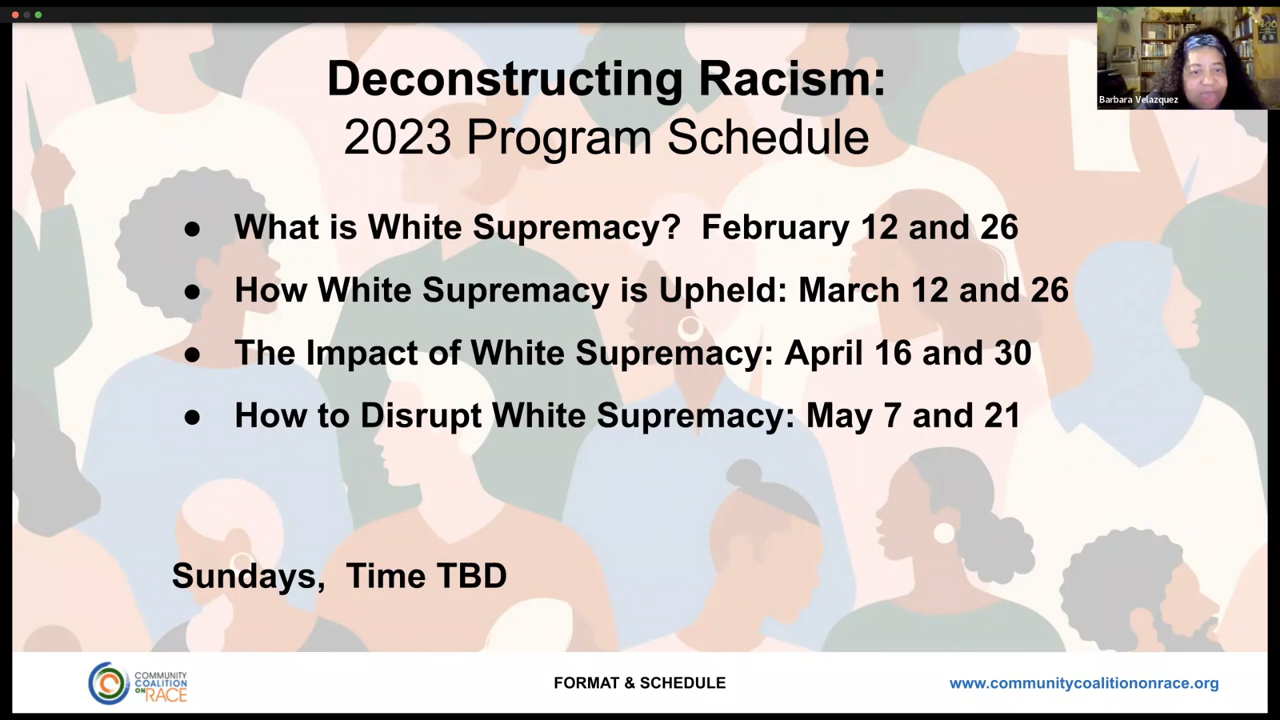 Deconstructing Racism:
2023 Program Schedule
Barbara Velazquez
● What is White Supremacy? February 12 and 26
● How White Supremacy is Upheld: March 12 and 26
● The Impact of White Supremacy: April 16 and 30
● How to Disrupt White Supremacy: May 7 and 21
Sundays, Time TBD
COMMUNITY
COALITION
ON RACE
FORMAT & SCHEDULE
www.communitycoalitiononrace.org